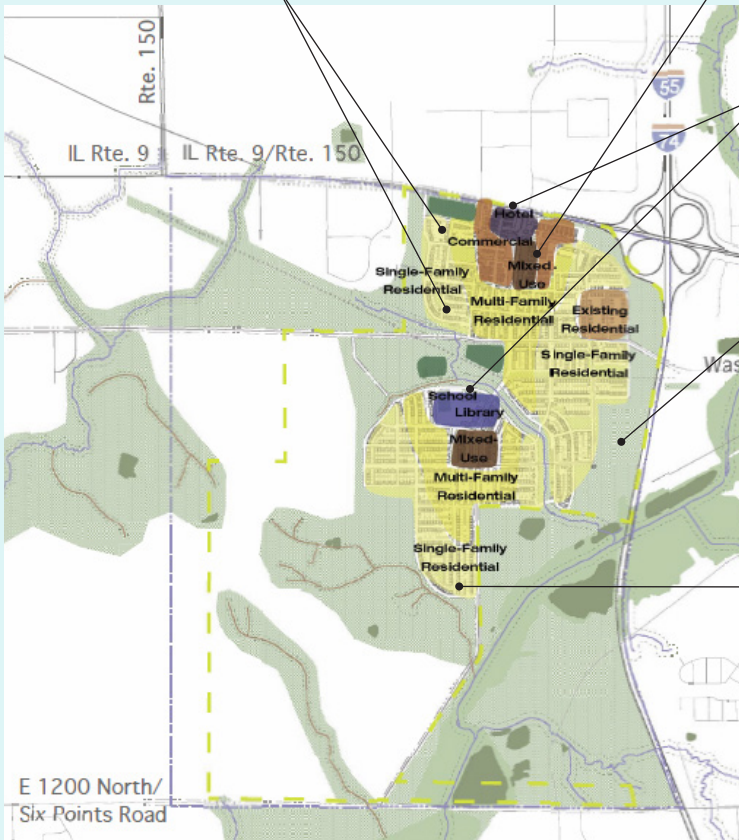 Rte. 150
55
74
IL Rte. 9
IL Rte. 9/Rte. 150
Hotel
Commercial
Mixed-
Use
Single-Family
Residential
Multi-Family
Residential
Existing
Residential
Single-Family
Residential
Was
School
Library
Mixed-
Use
Multi-Family
Residential
Single-Family
Residential
E 1200 North/
Six Points Road